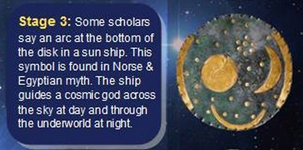 Stage 3: Some scholars
say an arc at the bottom of
the disk in a sun ship. This
symbol is found in Norse &
Egyptian myth. The ship
guides a cosmic god across
the sky at day and through
the underworld at night.